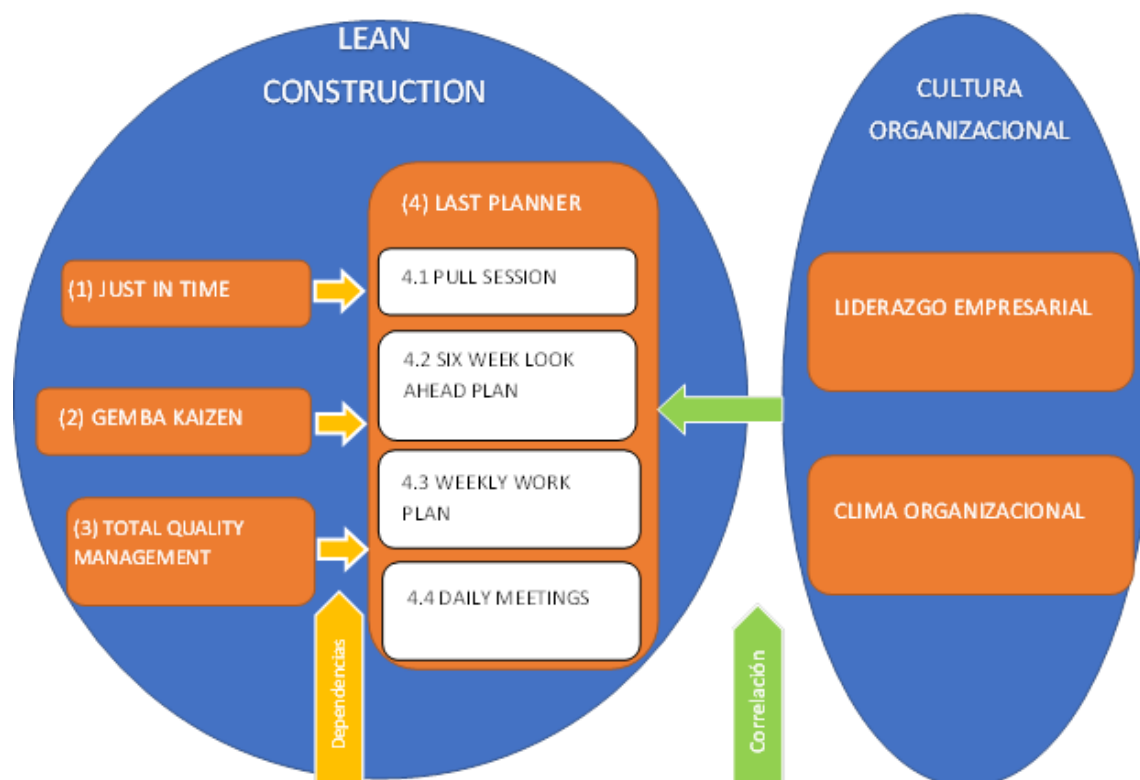 LEAN
CONSTRUCTION
(1) JUST IN TIME
(2) GEMBA KAIZEN
(3) TOTAL QUALITY
MANAGEMENT
(4) LAST PLANNER
4.1 PULL SESSION
4.2 SIX WEEK LOOK
AHEAD PLAN
4.3 WEEKLY WORK
PLAN
4.4 DAILY MEETINGS
Dependencias
Correlación
CULTURA
ORGANIZACIONAL
LIDERAZGO EMPRESARIAL
CLIMA ORGANIZACIONAL